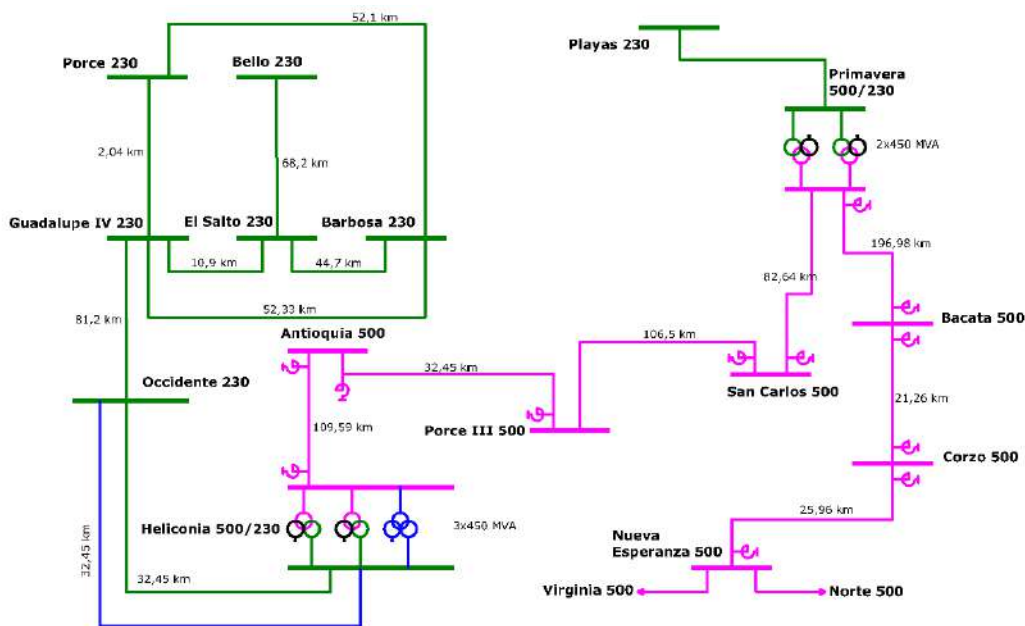 52,1 km
Playas 230
Porce 230
Bello 230
Primavera
500/230
2,04 km
68,2 km
2x450 MVA
Guadalupe IV 230
El Salto 230
Barbosa 230
10,9 km
44,7 km
196,98 km
82,64 km
81,2 km
52,33 km
Antioquia 500
106,5 km
Bacata 500
Occidente 230
32,45 km
San Carlos 500
21,26 km
109,59 km
Porce III 500
Corzo 500
Heliconia 500/230
3x450 MVA
25,96 km
32,45 km
Nueva
Esperanza 500
32,45 km
Virginia 500
Norte 500